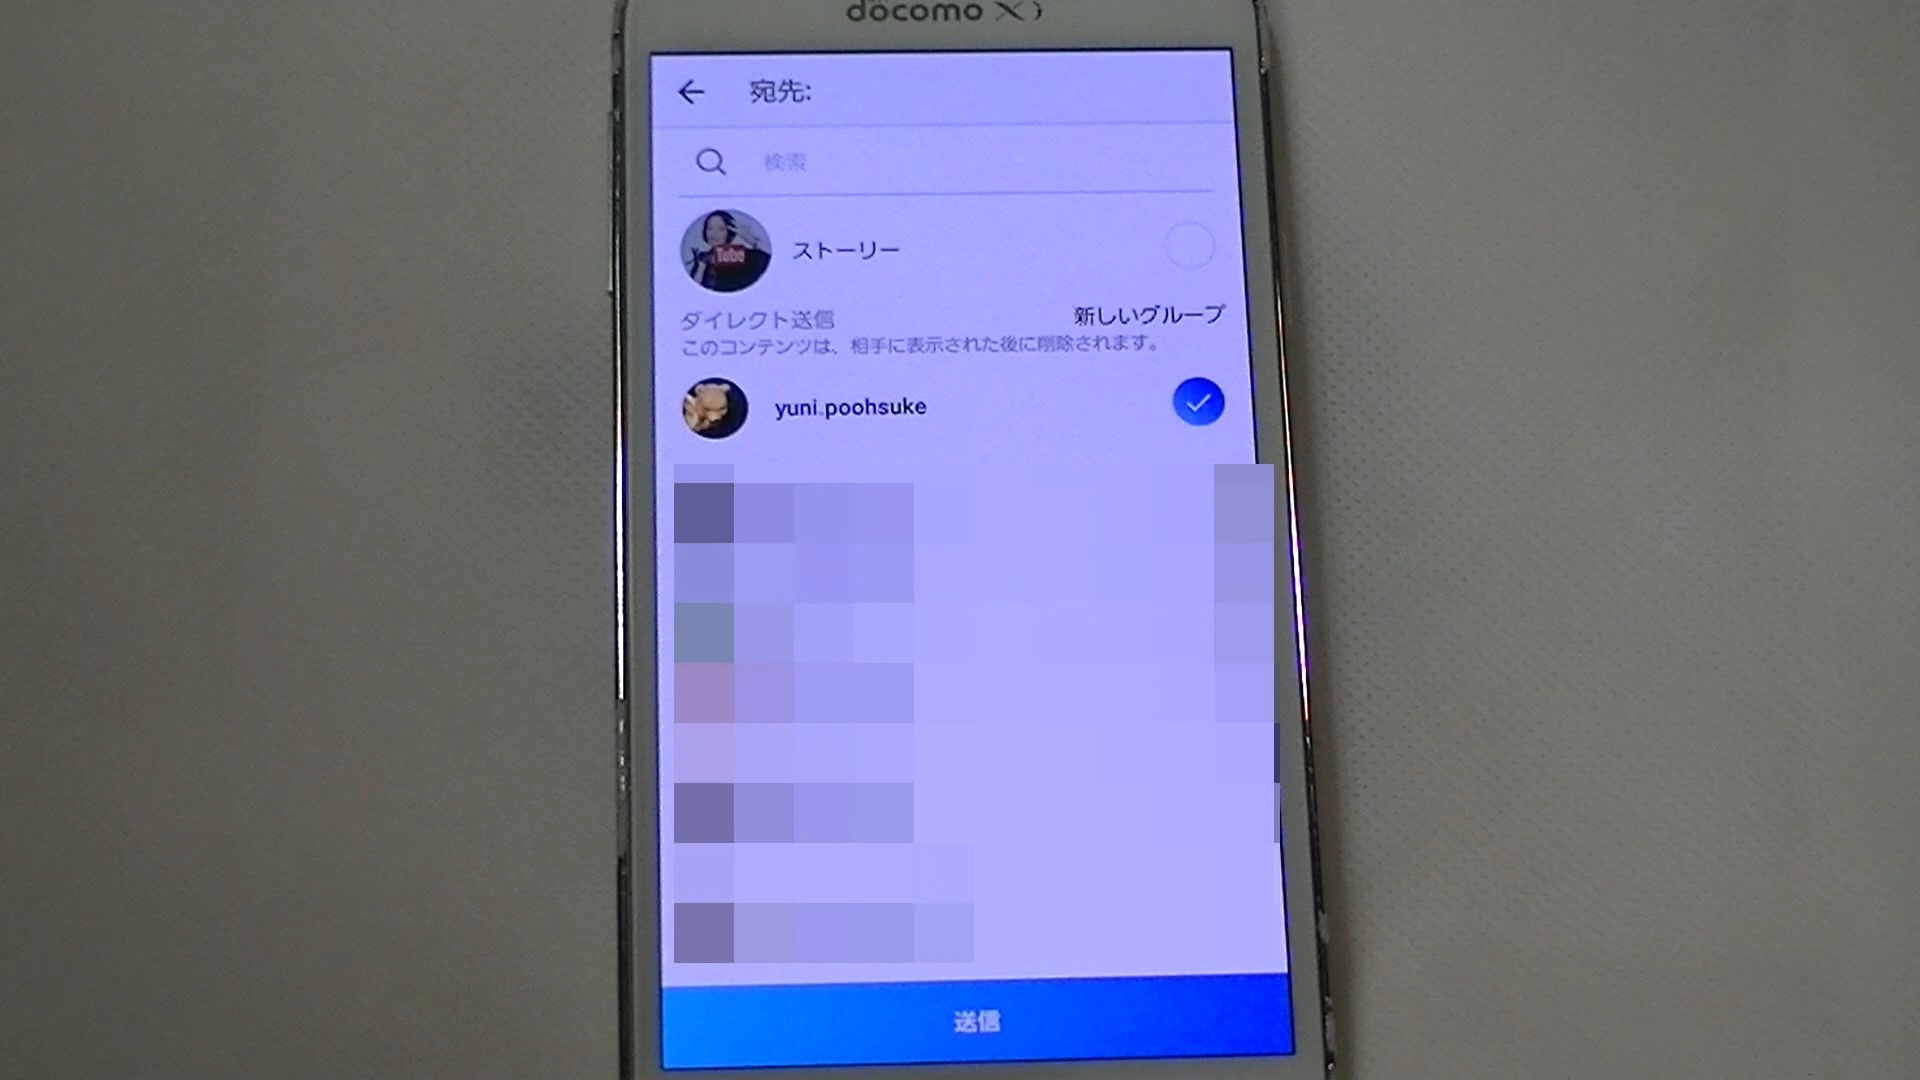 docomo Xi
宛先:
検索
Tube
ストーリー
ダイレクト送信
新しいグループ
このコンテンツは、相手に表示された後に削除されます。
yuni.poohsuke
送信